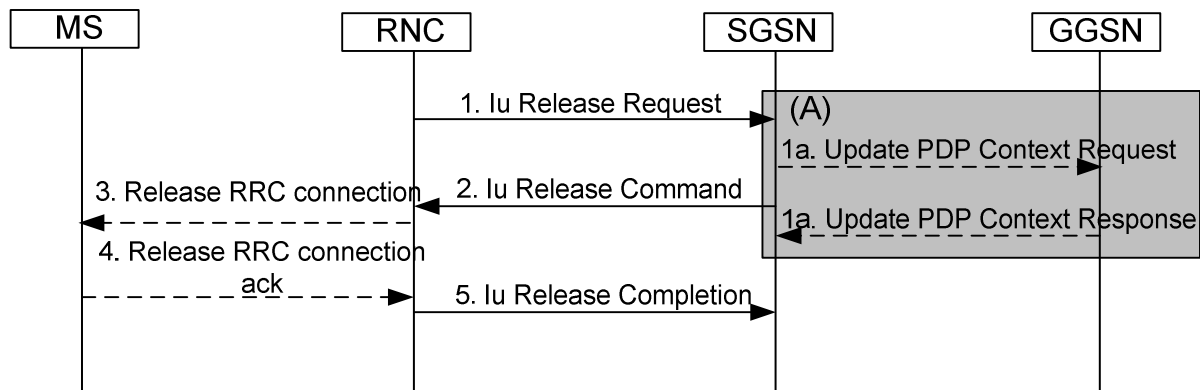 MS
RNC
SGSN
GGSN
1. Iu Release Request
(A)
1a. Update PDP Context Request
3. Release RRC connection
2. Iu Release Command
1a. Update PDP Context Response
4. Release RRC connection
ack
5. Iu Release Completion